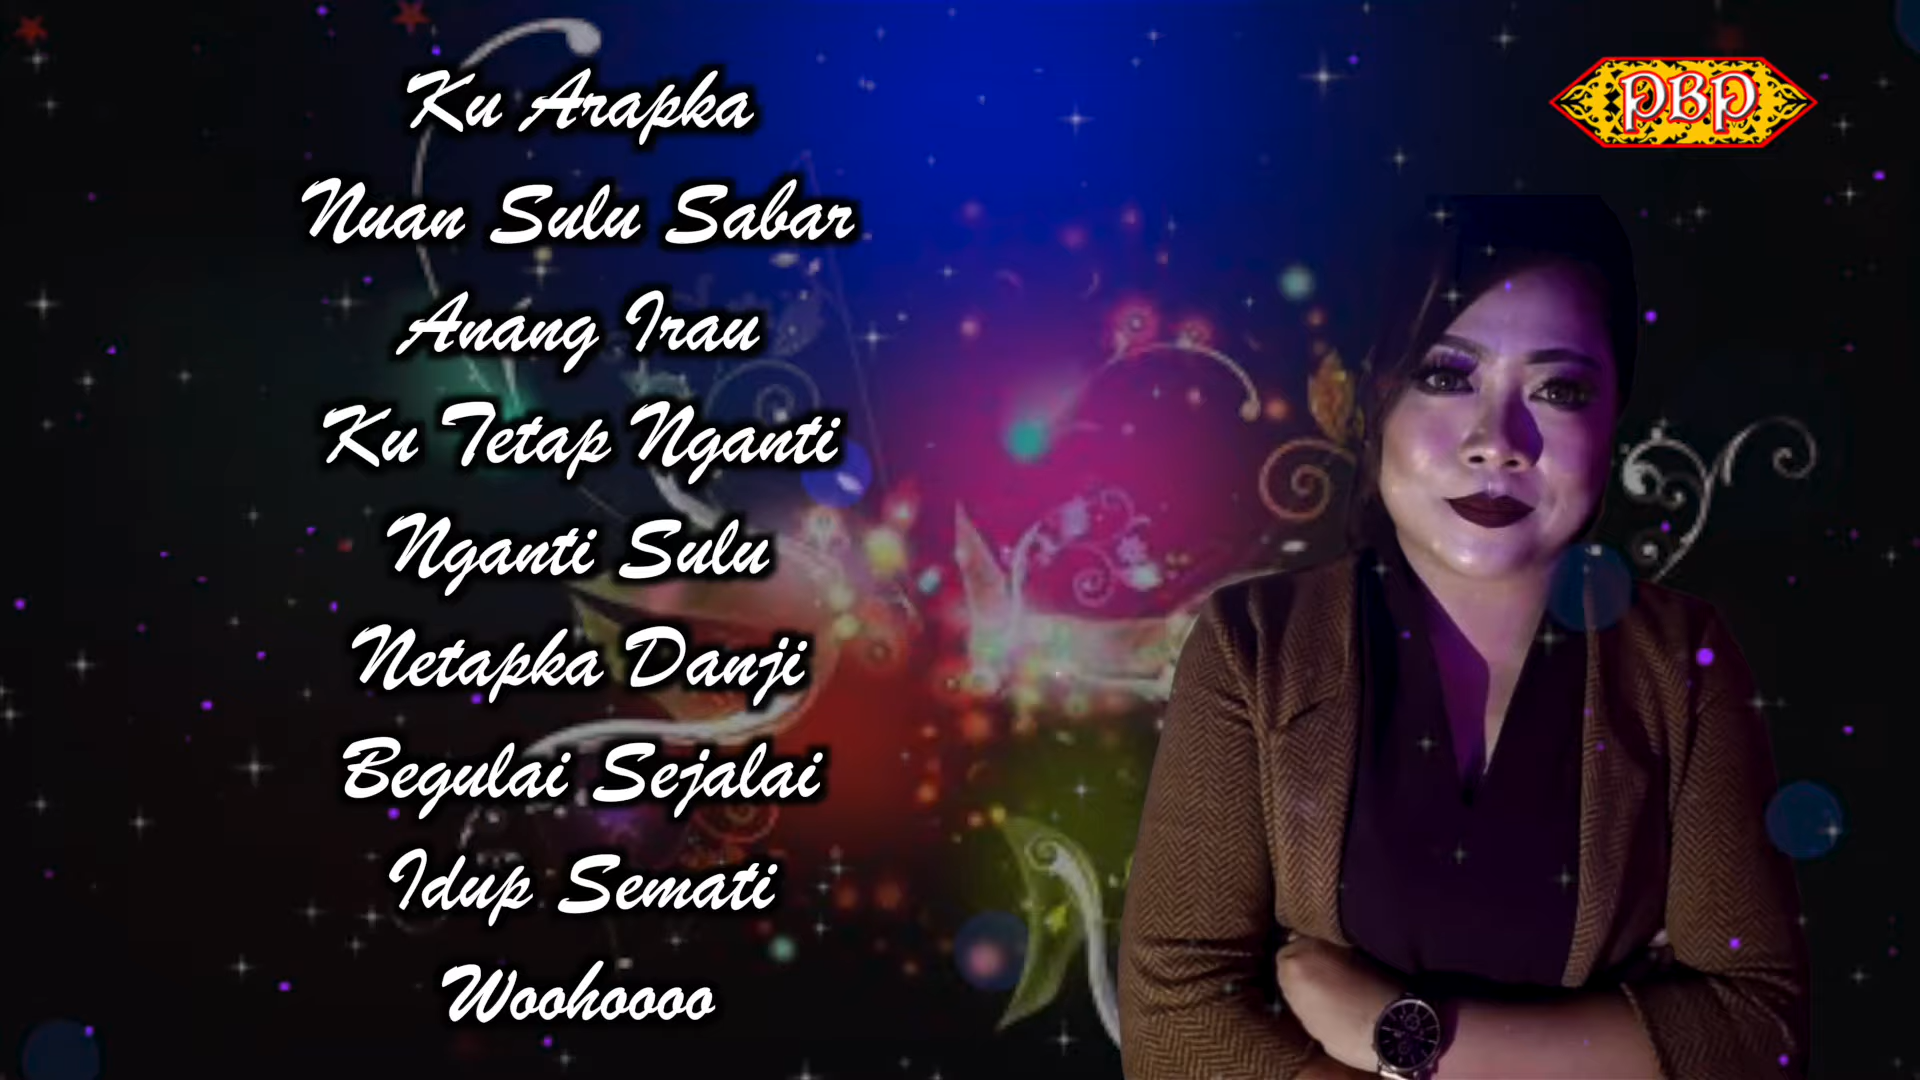 Ku Arapka
Nuan Sulu Sabar
Anang Irau
Ku Tetap Nganti
Nganti Sulu
Netapka Danji
Begulai Sejalai
Idup Semati
Woohoooo
PBP